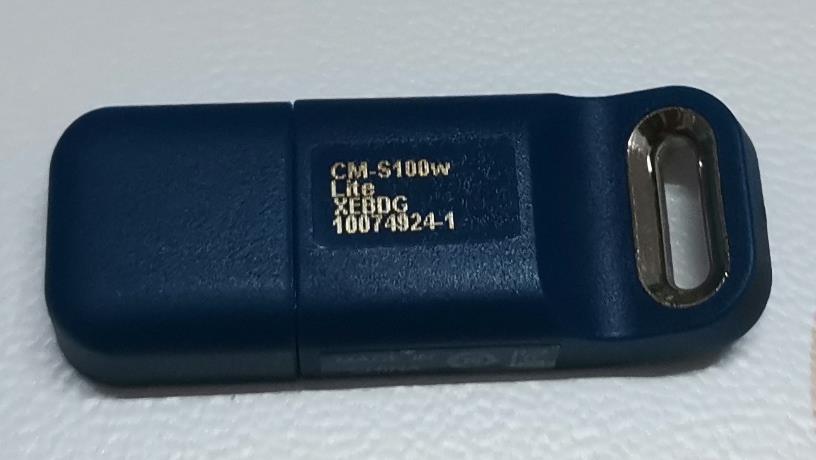 CM-S100w
Lite
XEBDG
10074924-1